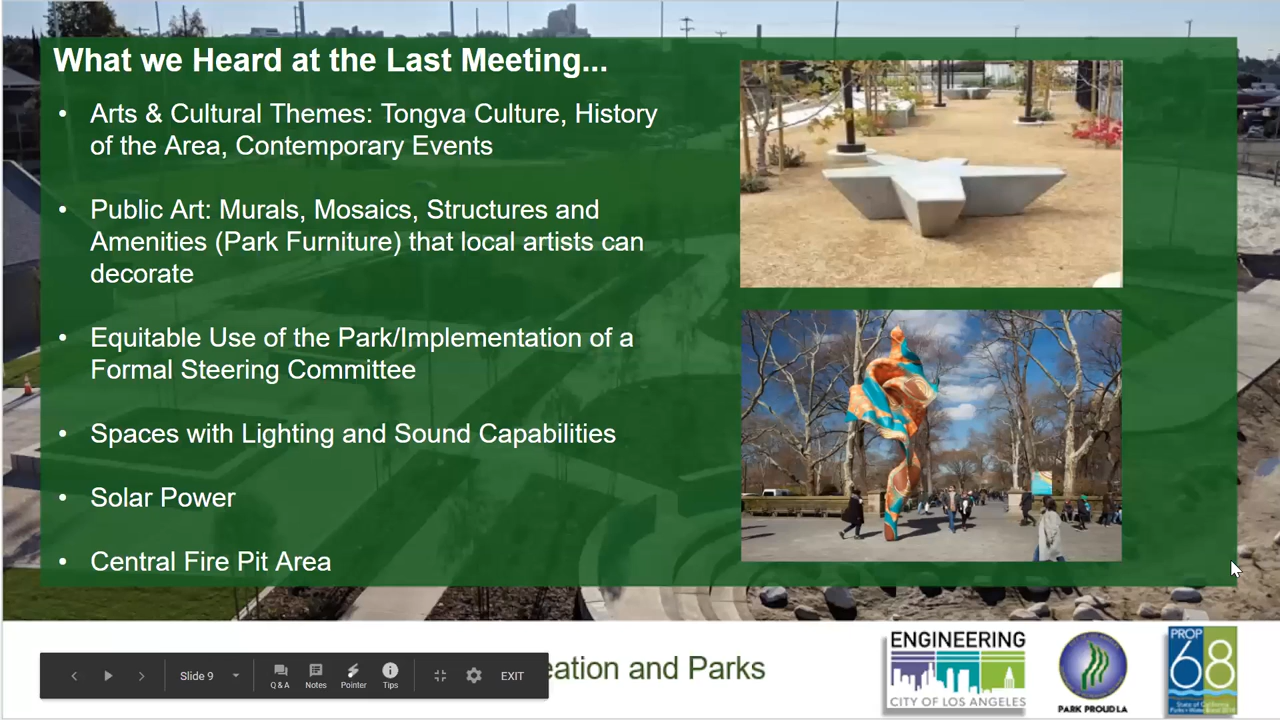 What we Heard at the Last Meeting...
• Arts & Cultural Themes: Tongva Culture, History
of the Area, Contemporary Events
• Public Art: Murals, Mosaics, Structures and
Amenities (Park Furniture) that local artists can
decorate
• Equitable Use of the Park/Implementation of a
Formal Steering Committee
• Spaces with Lighting and Sound Capabilities
• Solar Power
• Central Fire Pit Area
eation and Parks
Slide 9
Q & A
Notes
Pointer
Tips
EXIT
ENGINEERING
CITY OF LOS ANGELES
PARK PROUD LA
PROP
68
State of California